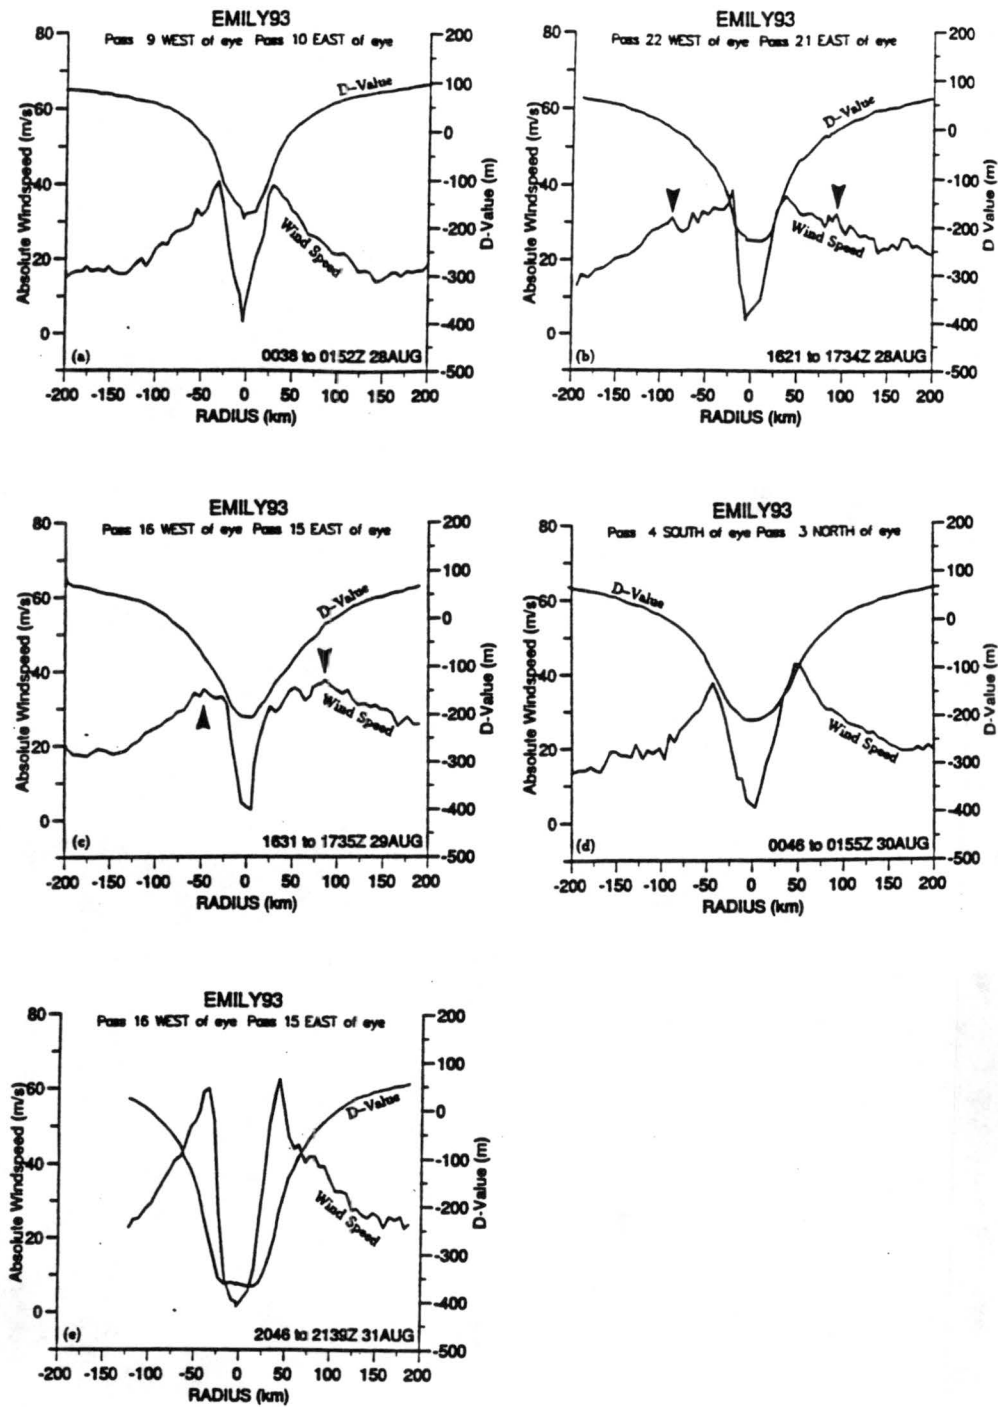 EMILY93
Pass 9 WEST of eye Pass 10 EAST of eye
80
60
40
20
0
Absolute Windspeed (m/s)
D-Value
Wind Speed
200
100
0
-100
-200
-300
-400
-500
D-Value (m)
(a)
0038 to 0152Z 28AUG
-200 -150 -100 -50 0 50 100 150 200
RADIUS (km)
EMILY93
Pass 22 WEST of eye Pass 21 EAST of eye
80
60
40
20
0
Absolute Windspeed (m/s)
D-Value
Wind Speed
200
100
0
-100
-200
-300
-400
-500
D Value (m)
(b)
1621 to 1734Z 28AUG
-200 -150 -100 -50 0 50 100 150 200
RADIUS (km)
EMILY93
Pass 16 WEST of eye Pass 15 EAST of eye
80
60
40
20
0
Absolute Windspeed (m/s)
D-Value
Wind Speed
200
100
0
-100
-200
-300
-400
-500
D-Value (m)
(c)
1631 to 1735Z 29AUG
-200 -150 -100 -50 0 50 100 150 200
RADIUS (km)
EMILY93
Pass 4 SOUTH of eye Pass 3 NORTH of eye
80
60
40
20
0
Absolute Windspeed (m/s)
D-Value
Wind Speed
200
100
0
-100
-200
-300
-400
-500
D-Value (m)
(d)
0046 to 0155Z 30AUG
-200 -150 -100 -50 0 50 100 150 200
RADIUS (km)
EMILY93
Pass 16 WEST of eye Pass 15 EAST of eye
80
60
40
20
0
Absolute Windspeed (m/s)
D-Value
Wind Speed
200
100
0
-100
-200
-300
-400
-500
D-Value (m)
(e)
2046 to 2139Z 31AUG
-200 -150 -100 -50 0 50 100 150 200
RADIUS (km)